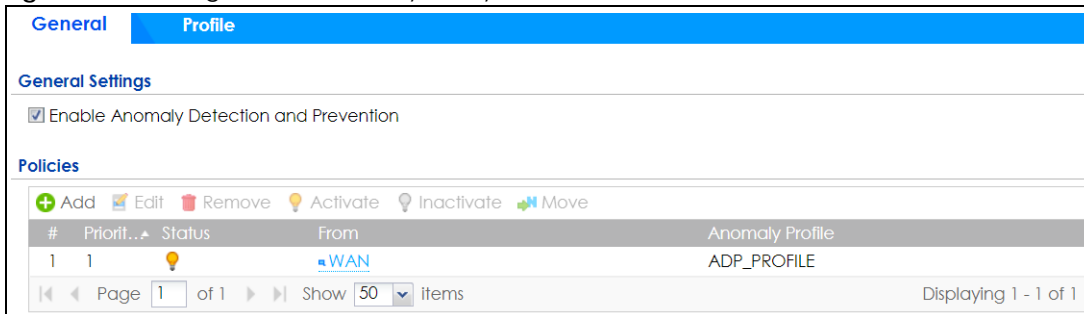 General Profile
General Settings
Enable Anomaly Detection and Prevention
Policies
Add Edit Remove Activate Inactivate Move
# Priorit... Status From Anomaly Profile
1 1 WAN ADP_PROFILE
Page 1 of 1 Show 50 items Displaying 1 - 1 of 1